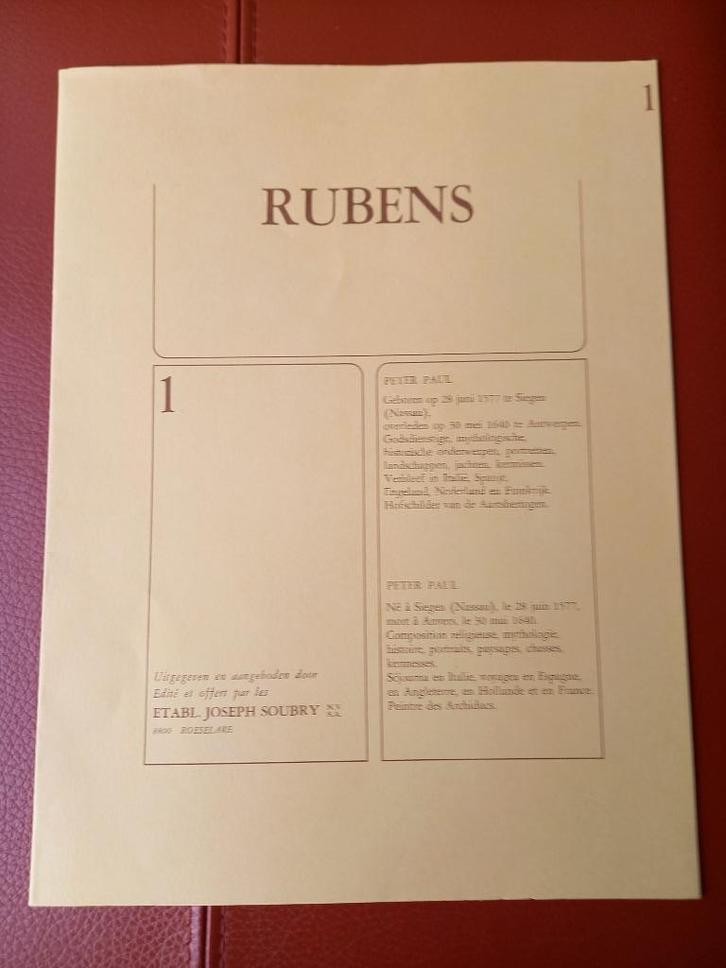 1
RUBENS
1
Uitgegeven en aangeboden door
Edité et offert par les
ETABL. JOSEPH SOUBRY N.V. S.A.
8800 ROESELARE
PETER PAUL
Geboren op 28 juni 1577 te Siegen
(Nassau),
overleden op 30 mei 1640 te Antwerpen.
Godsdienstige, mythologische,
historische onderwerpen, portretten,
landschappen, jachten, kermissen.
Verbleef in Italië, Spanje,
Engeland, Nederland en Frankrijk.
Hofschilder van de Aartshertogen.
PETER PAUL
Né à Siegen (Nassau), le 28 juin 1577,
mort à Anvers, le 30 mai 1640.
Composition religieuse, mythologie,
histoire, portraits, paysages, chasses,
kermesses.
Séjourna en Italie, voyages en Espagne,
en Angleterre, en Hollande et en France.
Peintre des Archiducs.